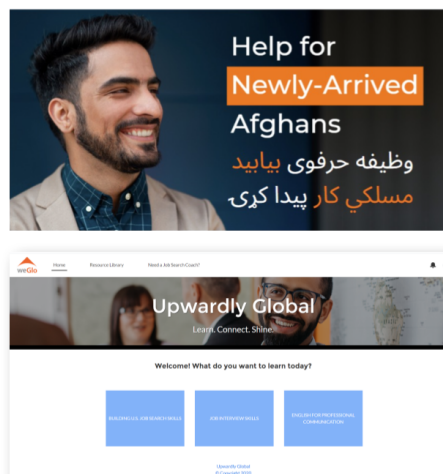 Help for
Newly-Arrived
Afghans
وظیفه حرفوی بیابید
مسلکي کار پیدا کړئ
weGlo
Home
Resource Library
Need a Job Search Coach?
Upwardly Global
Learn. Connect. Shine.
Welcome! What do you want to learn today?
BUILDING U.S. JOB SEARCH SKILLS
JOB INTERVIEW SKILLS
ENGLISH FOR PROFESSIONAL
COMMUNICATION
Upwardly Global
© Copyright 2020